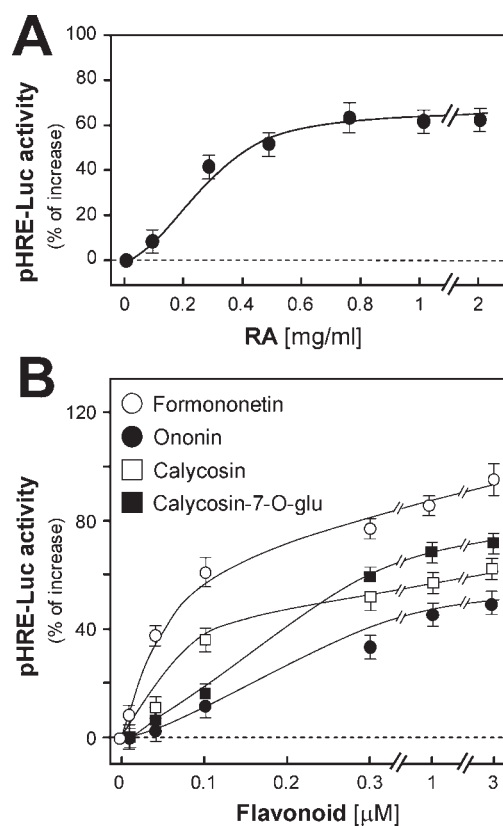 A
pHRE-Luc activity
(% of increase)
100
80
60
40
20
0
0 0.2 0.4 0.6 0.8 1 2
RA [mg/ml]
B
Formononetin
Ononin
Calycosin
Calycosin-7-O-glu
pHRE-Luc activity
(% of increase)
120
80
40
0
0 0.1 0.2 0.3 1 3
Flavonoid [μM]